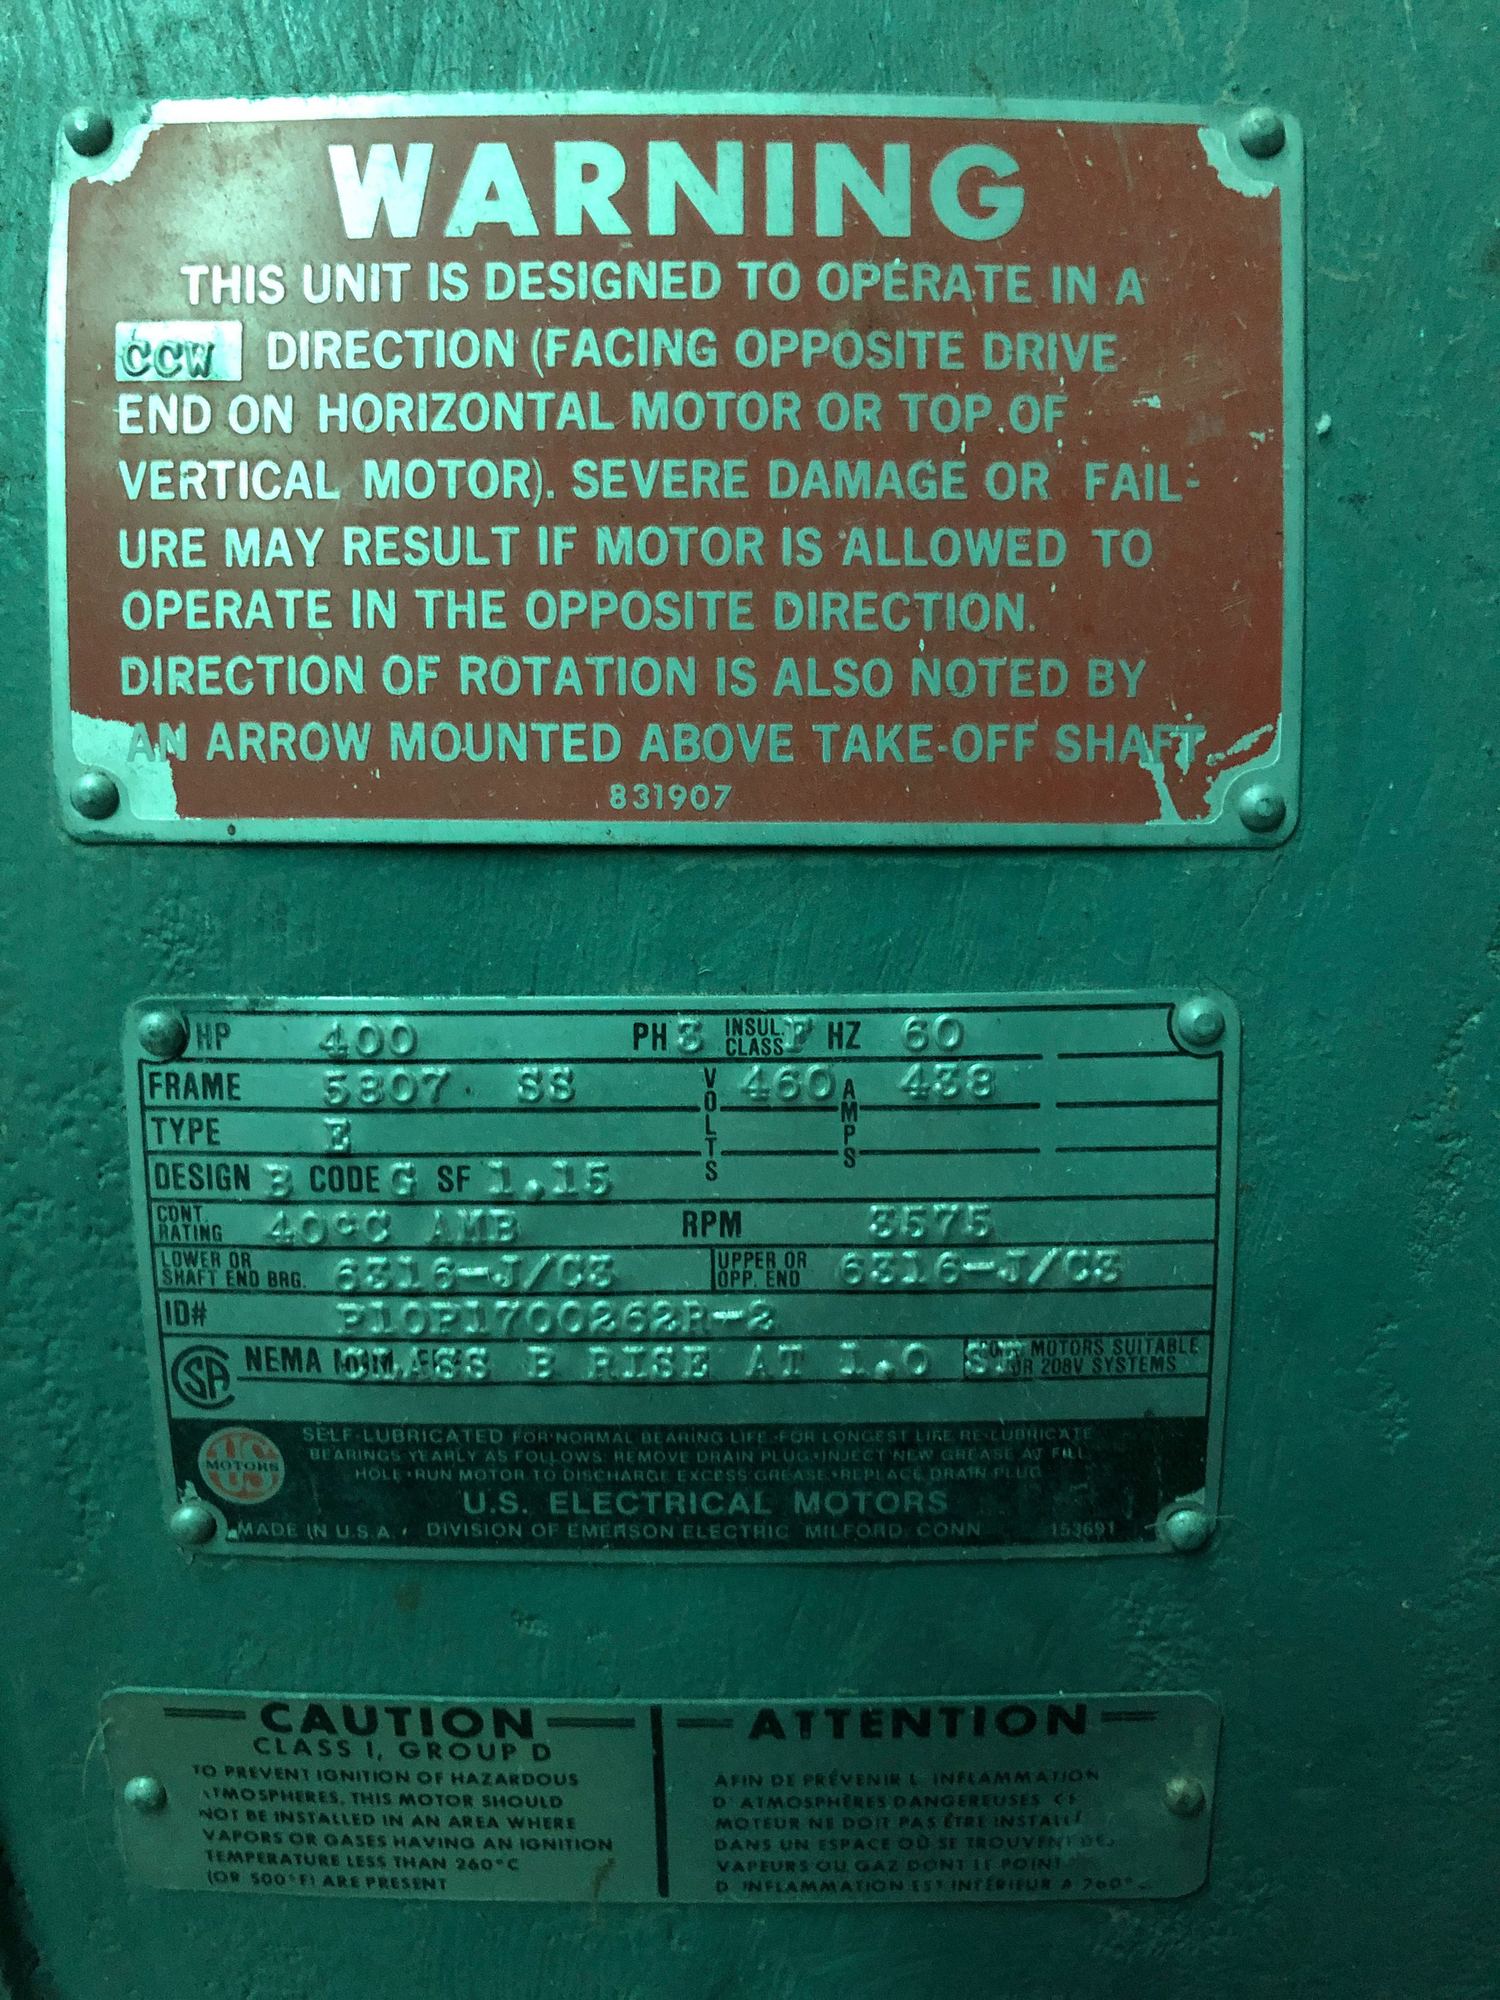 WARNING
THIS UNIT IS DESIGNED TO OPERATE IN A
CCW DIRECTION (FACING OPPOSITE DRIVE
END ON HORIZONTAL MOTOR OR TOP OF
VERTICAL MOTOR). SEVERE DAMAGE OR FAIL-
URE MAY RESULT IF MOTOR IS ALLOWED TO
OPERATE IN THE OPPOSITE DIRECTION.
DIRECTION OF ROTATION IS ALSO NOTED BY
AN ARROW MOUNTED ABOVE TAKE-OFF SHAFT.
831907
HP 400 PH 3 INSUL. CLASS F HZ 60
FRAME 5807 SS VOLTS 460 AMPS 438
TYPE E
DESIGN B CODE G SF 1.15
CONT. RATING 40°C AMB RPM 3575
LOWER OR SHAFT END BRG. 6316-J/C3 UPPER OR OPP. END 6316-J/C3
ID# P10P1700262R-2
SA NEMA CLASS B RISE AT 1.0 SF MOTORS SUITABLE
208V SYSTEMS
US MOTORS
SELF-LUBRICATED FOR NORMAL BEARING LIFE. FOR LONGEST LIFE RE-LUBRICATE
BEARINGS YEARLY AS FOLLOWS: REMOVE DRAIN PLUG•INJECT NEW GREASE AT FILL
HOLE•RUN MOTOR TO DISCHARGE EXCESS GREASE•REPLACE DRAIN PLUG
U.S. ELECTRICAL MOTORS
MADE IN U.S.A. DIVISION OF EMERSON ELECTRIC MILFORD, CONN 153691
CAUTION
CLASS I, GROUP D
TO PREVENT IGNITION OF HAZARDOUS
ATMOSPHERES, THIS MOTOR SHOULD
NOT BE INSTALLED IN AN AREA WHERE
VAPORS OR GASES HAVING AN IGNITION
TEMPERATURE LESS THAN 260°C
(OR 500°F) ARE PRESENT
ATTENTION
AFIN DE PRÉVENIR L'INFLAMMATION
D'ATMOSPHÈRES DANGEREUSES CE
MOTEUR NE DOIT PAS ÊTRE INSTALLÉ
DANS UN ESPACE OÙ SE TROUVENT DES
VAPEURS OU GAZ DONT LE POINT
D'INFLAMMATION EST INFÉRIEUR A 260°